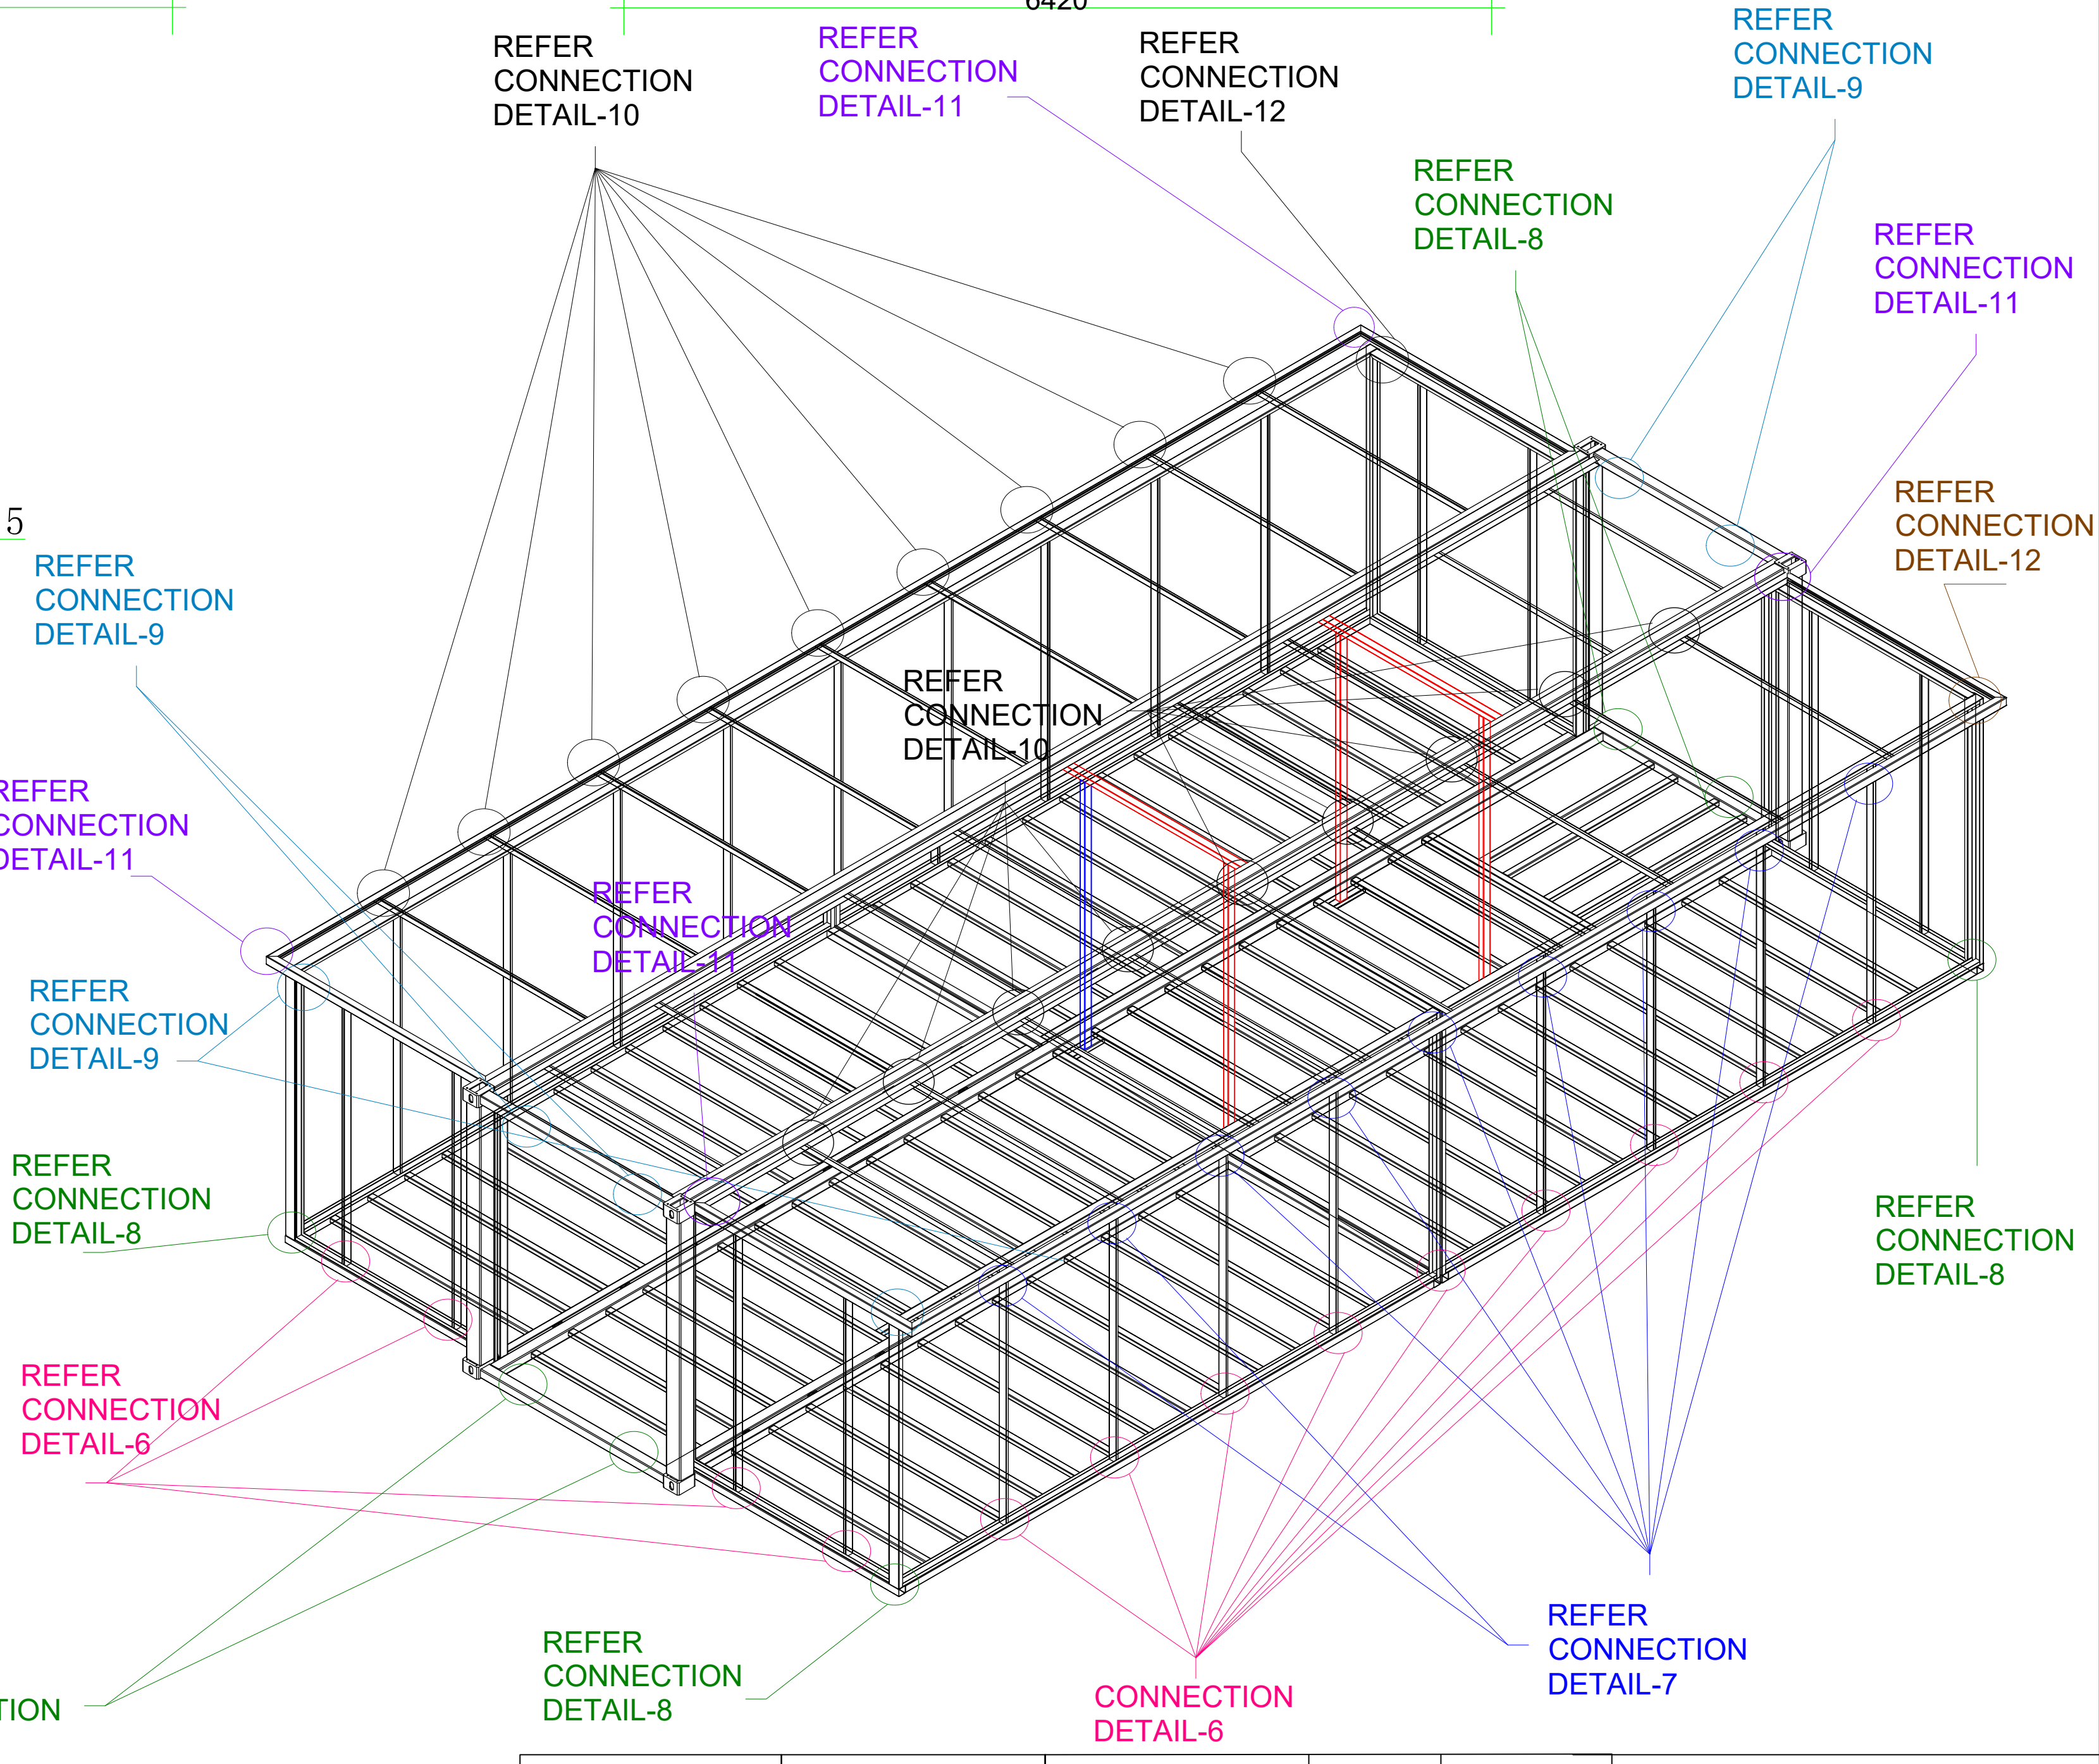 6420
REFER
CONNECTION
DETAIL-10
REFER
CONNECTION
DETAIL-11
REFER
CONNECTION
DETAIL-12
REFER
CONNECTION
DETAIL-9
REFER
CONNECTION
DETAIL-8
REFER
CONNECTION
DETAIL-11
REFER
CONNECTION
DETAIL-12
5
REFER
CONNECTION
DETAIL-9
REFER
CONNECTION
DETAIL-10
REFER
CONNECTION
DETAIL-11
REFER
CONNECTION
DETAIL-11
REFER
CONNECTION
DETAIL-9
REFER
CONNECTION
DETAIL-8
REFER
CONNECTION
DETAIL-8
REFER
CONNECTION
DETAIL-6
REFER
CONNECTION
DETAIL-7
REFER
CONNECTION
DETAIL-8
CONNECTION
DETAIL-6
TION